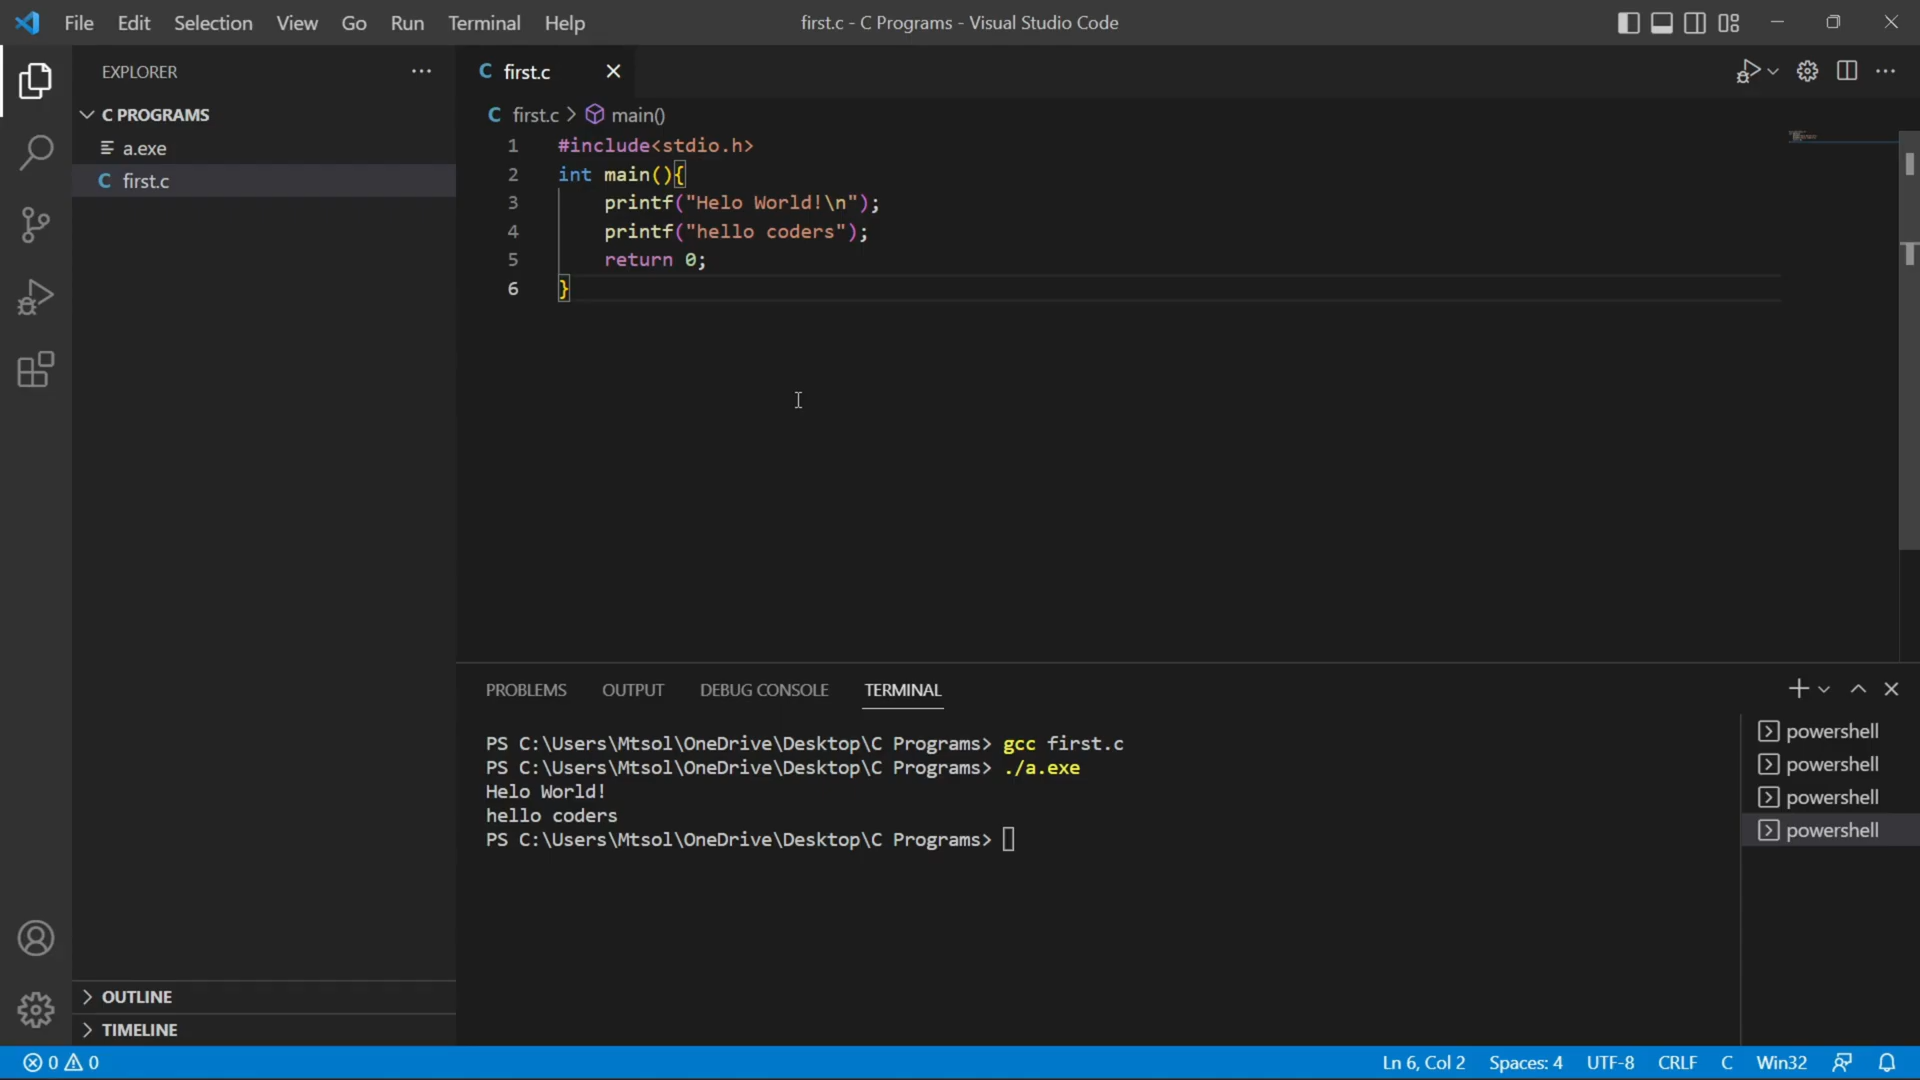 File Edit Selection View Go Run Terminal Help
first.c - C Programs - Visual Studio Code
EXPLORER
C PROGRAMS
a.exe
C first.c
C first.c
C first.c > main()
1 #include<stdio.h>
2 int main(){
3 printf("Helo World!\n");
4 printf("hello coders");
5 return 0;
6 }
PROBLEMS OUTPUT DEBUG CONSOLE TERMINAL
PS C:\Users\Mtsol\OneDrive\Desktop\C Programs> gcc first.c
PS C:\Users\Mtsol\OneDrive\Desktop\C Programs> ./a.exe
Helo World!
hello coders
PS C:\Users\Mtsol\OneDrive\Desktop\C Programs>
powershell
powershell
powershell
powershell
OUTLINE
TIMELINE
0 0
Ln 6, Col 2 Spaces: 4 UTF-8 CRLF C Win32